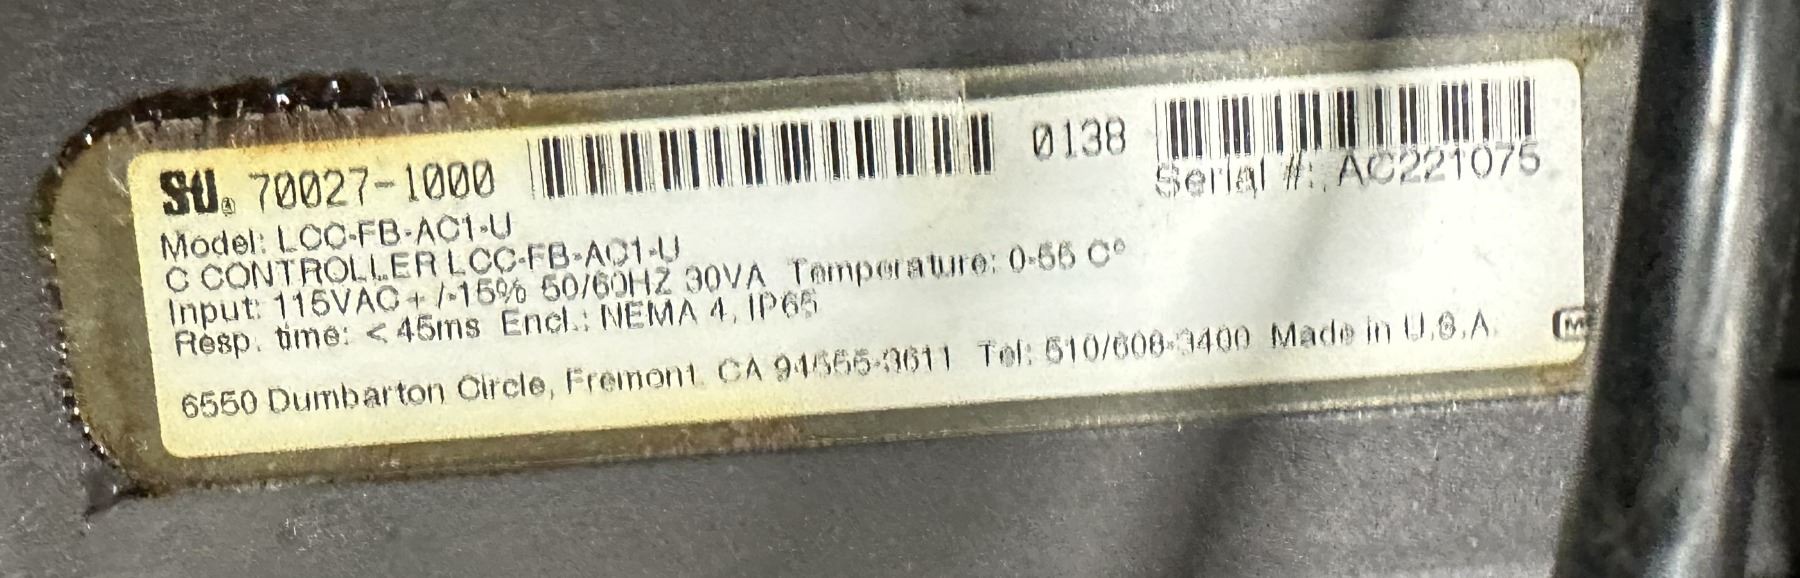 STI® 70027-1000 0138
Serial #: AC221075
Model: LCC-FB-AC1-U
C CONTROLLER LCC-FB-AC1-U
Input: 115VAC + /-15% 50/60HZ 30VA Temperature: 0-55 C°
Resp. time: < 45ms Encl.: NEMA 4, IP65
6550 Dumbarton Circle, Fremont CA 94555-3611 Tel: 510/608-3400 Made in U.S.A.
M